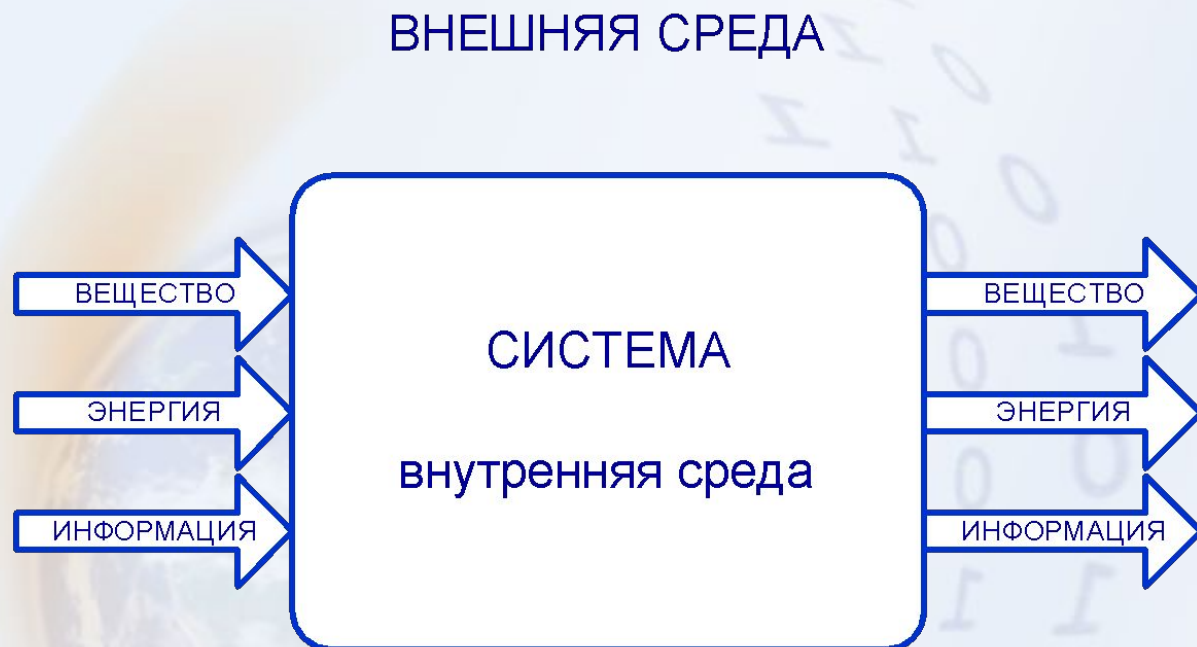 ВНЕШНЯЯ СРЕДА
ВЕЩЕСТВО
ЭНЕРГИЯ
ИНФОРМАЦИЯ
СИСТЕМА
внутренняя среда
ВЕЩЕСТВО
ЭНЕРГИЯ
ИНФОРМАЦИЯ